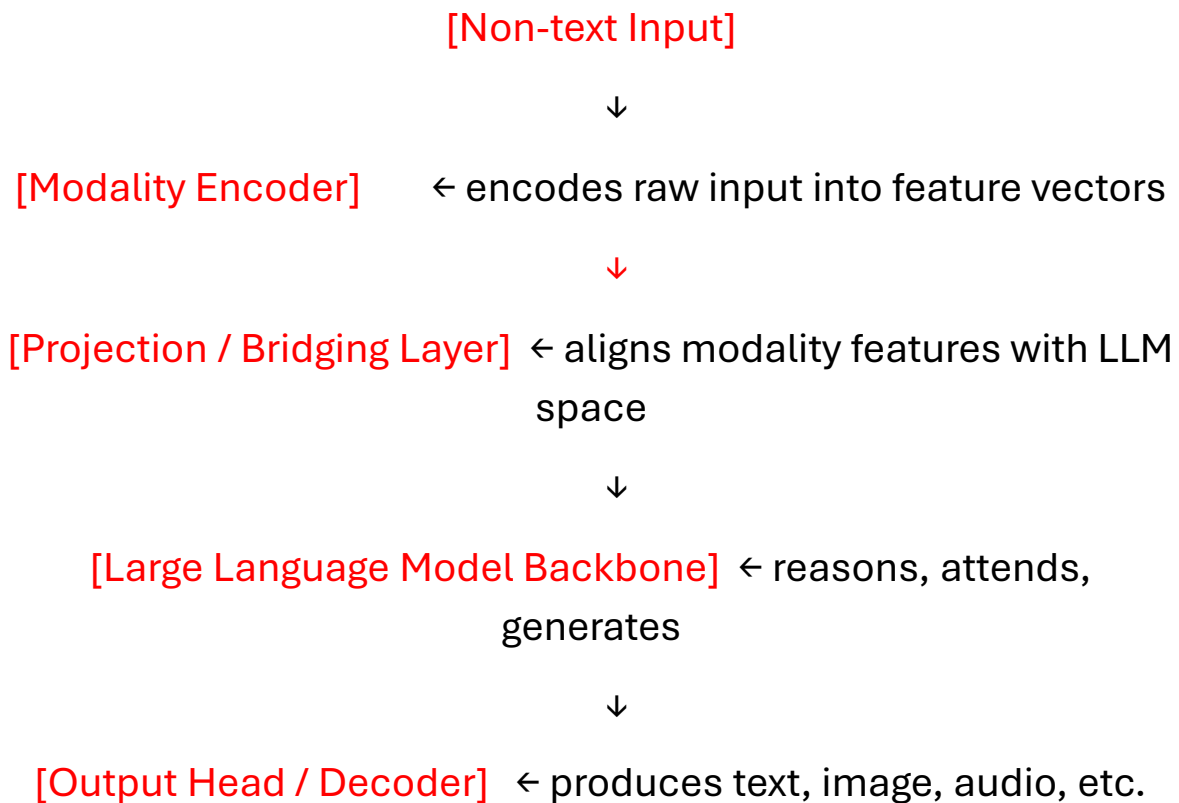 [Non-text Input]
↓
[Modality Encoder] ← encodes raw input into feature vectors
↓
[Projection / Bridging Layer] ← aligns modality features with LLM
space
↓
[Large Language Model Backbone] ← reasons, attends,
generates
↓
[Output Head / Decoder] ← produces text, image, audio, etc.